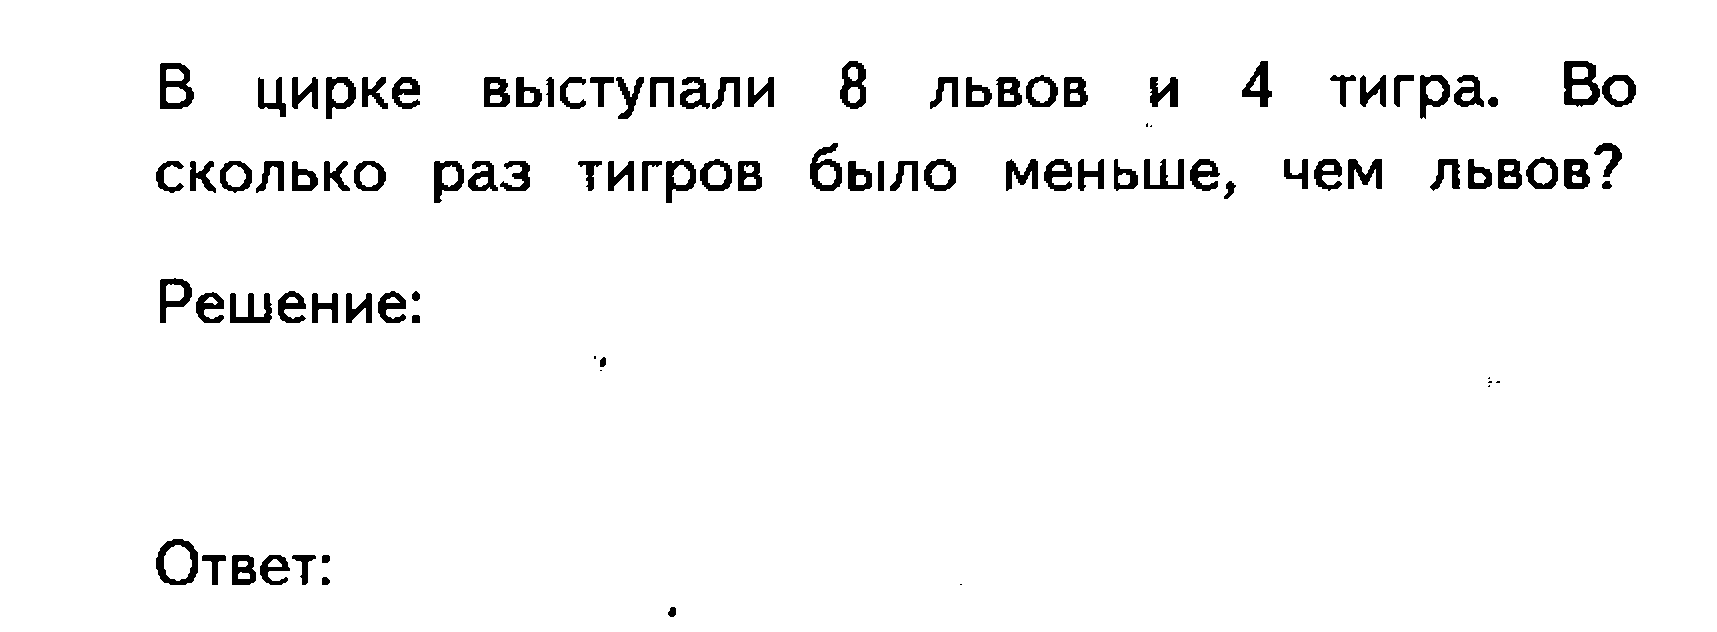 В цирке выступали 8 львов и 4 тигра. Во
сколько раз тигров было меньше, чем львов?
Решение:
Ответ: